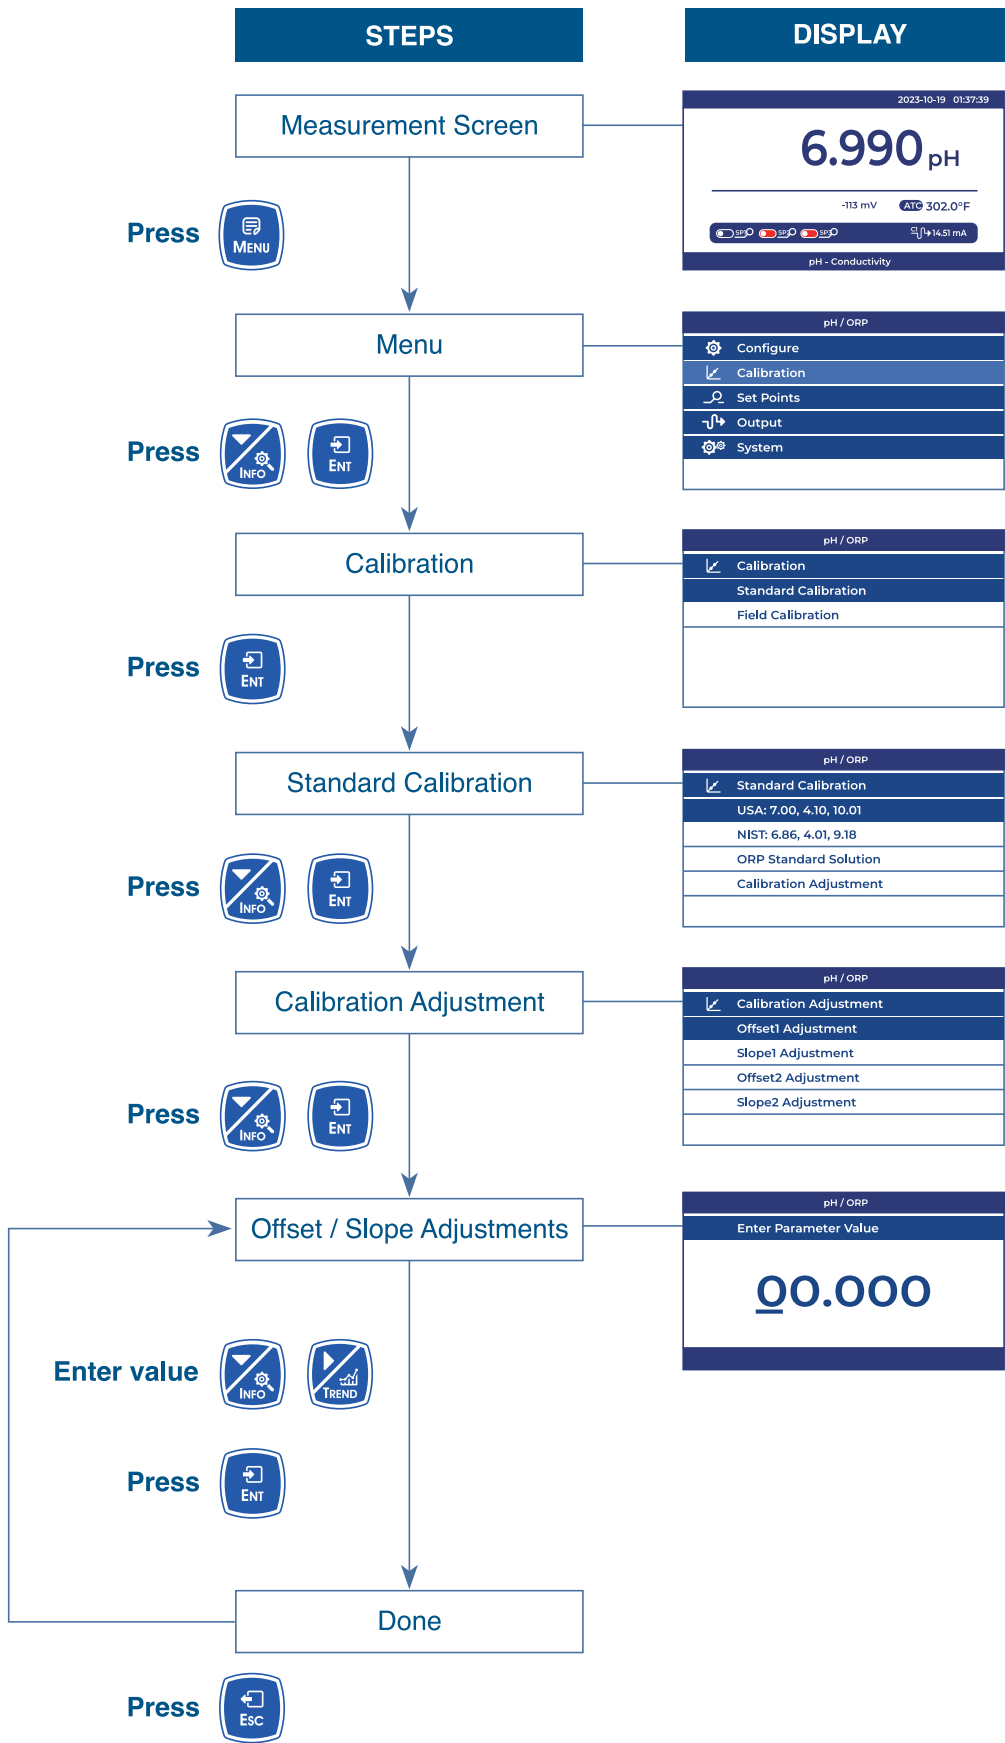 STEPS
DISPLAY
Measurement Screen
2023-10-19 01:37:39
6.990 pH
-113 mV ATC 302.0°F
SP1 SP2 SP3 14.51 mA
pH - Conductivity
Press MENU
Menu
pH / ORP
Configure
Calibration
Set Points
Output
System
Press INFO ENT
Calibration
pH / ORP
Calibration
Standard Calibration
Field Calibration
Press ENT
Standard Calibration
pH / ORP
Standard Calibration
USA: 7.00, 4.10, 10.01
NIST: 6.86, 4.01, 9.18
ORP Standard Solution
Calibration Adjustment
Press INFO ENT
Calibration Adjustment
pH / ORP
Calibration Adjustment
Offset1 Adjustment
Slope1 Adjustment
Offset2 Adjustment
Slope2 Adjustment
Press INFO ENT
Offset / Slope Adjustments
pH / ORP
Enter Parameter Value
00.000
Enter value INFO TREND
Press ENT
Done
Press ESC